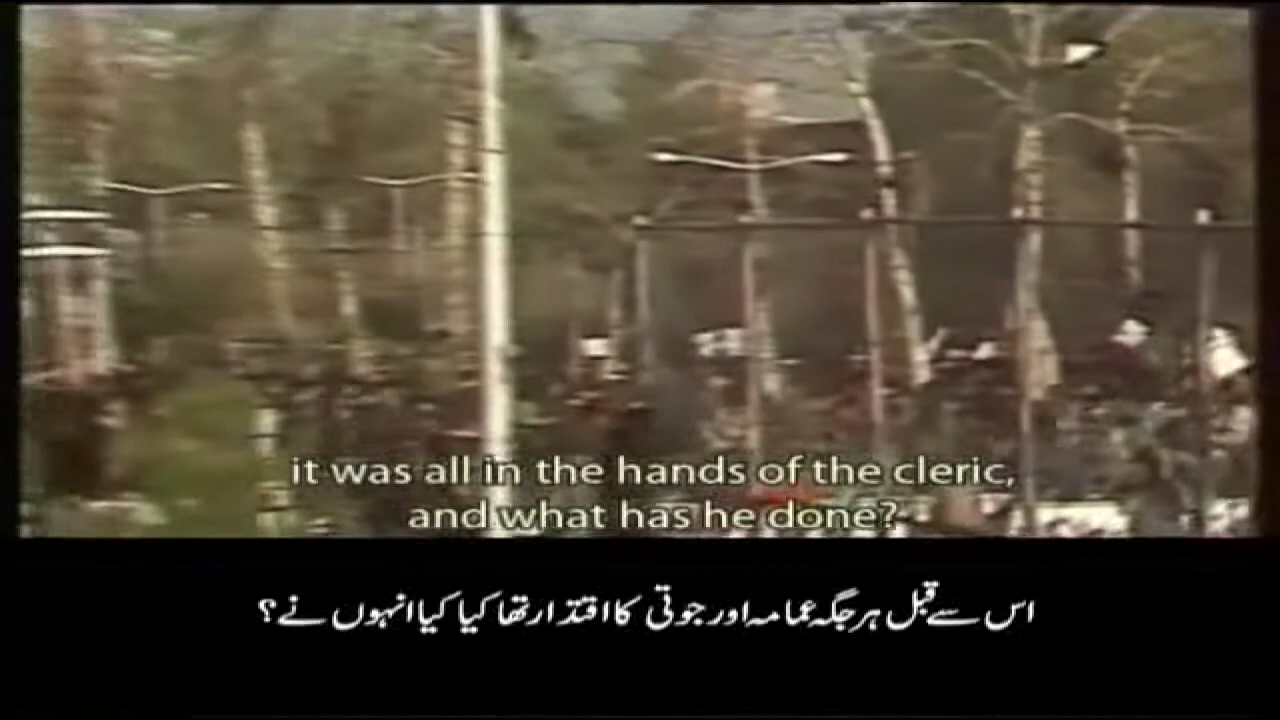 it was all in the hands of the cleric,
and what has he done?
اس سے قبل ہر جگہ عمامہ اور جوتی کا اقتدار تھا کیا کیا انہوں نے؟